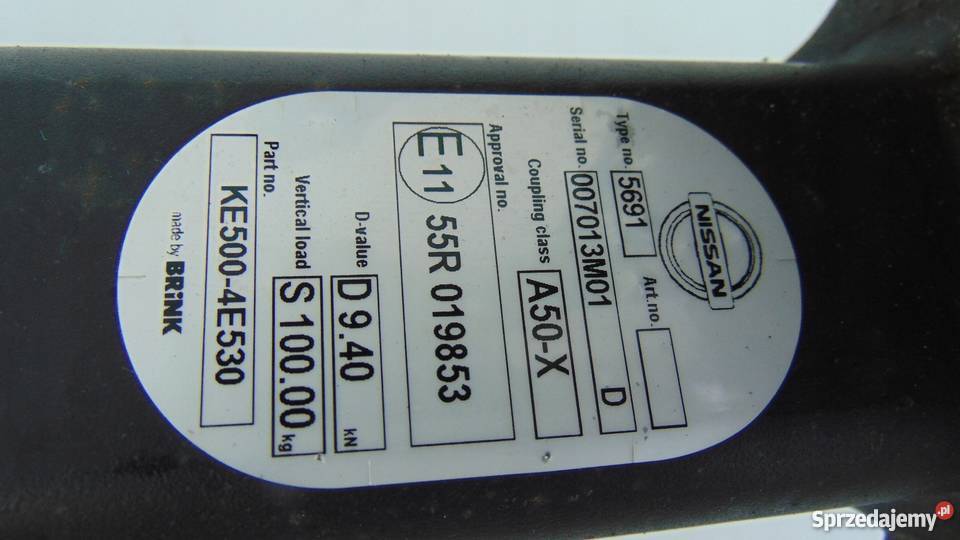 NISSAN
Type no. 5691 Art.no.
Serial no. 007013M01 D
Coupling class A50-X
Approval no.
E 11 55R 019853
D-value D 9.40 kN
Vertical load S 100.00 kg
Part no.
KE500-4E530
made by BRiNK
Sprzedajemy.pl